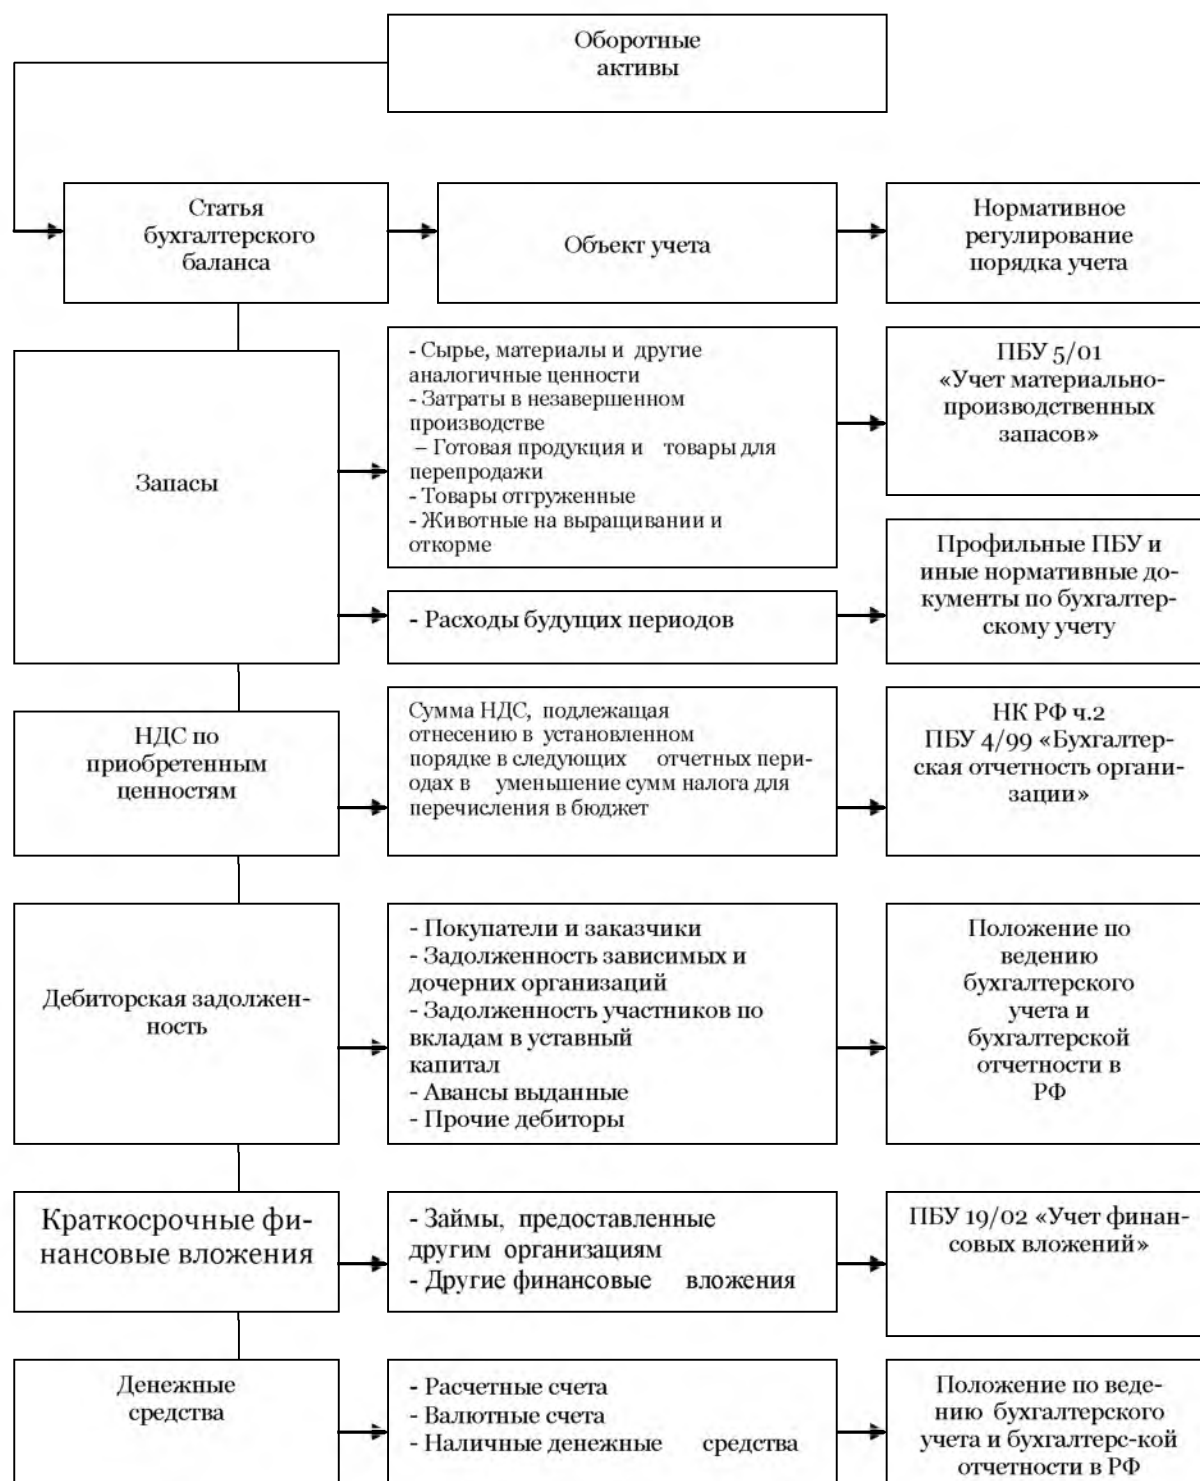 Оборотные
активы
Статья
бухгалтерского
баланса
Объект учета
Нормативное
регулирование
порядка учета
Запасы
- Сырье, материалы и другие
аналогичные ценности
- Затраты в незавершенном
производстве
– Готовая продукция и товары для
перепродажи
- Товары отгруженные
- Животные на выращивании и
откорме
ПБУ 5/01
«Учет материально-
производственных
запасов»
- Расходы будущих периодов
Профильные ПБУ и
иные нормативные до-
кументы по бухгалтер-
скому учету
НДС по
приобретенным
ценностям
Сумма НДС, подлежащая
отнесению в установленном
порядке в следующих отчетных пери-
одах в уменьшение сумм налога для
перечисления в бюджет
НК РФ ч.2
ПБУ 4/99 «Бухгалтер-
ская отчетность органи-
зации»
Дебиторская задолжен-
ность
- Покупатели и заказчики
- Задолженность зависимых и
дочерних организаций
- Задолженность участников по
вкладам в уставный
капитал
- Авансы выданные
- Прочие дебиторы
Положение по
ведению
бухгалтерского
учета и
бухгалтерской
отчетности в
РФ
Краткосрочные фи-
нансовые вложения
- Займы, предоставленные
другим организациям
- Другие финансовые вложения
ПБУ 19/02 «Учет финан-
совых вложений»
Денежные
средства
- Расчетные счета
- Валютные счета
- Наличные денежные средства
Положение по веде-
нию бухгалтерского
учета и бухгалтерс-кой
отчетности в РФ